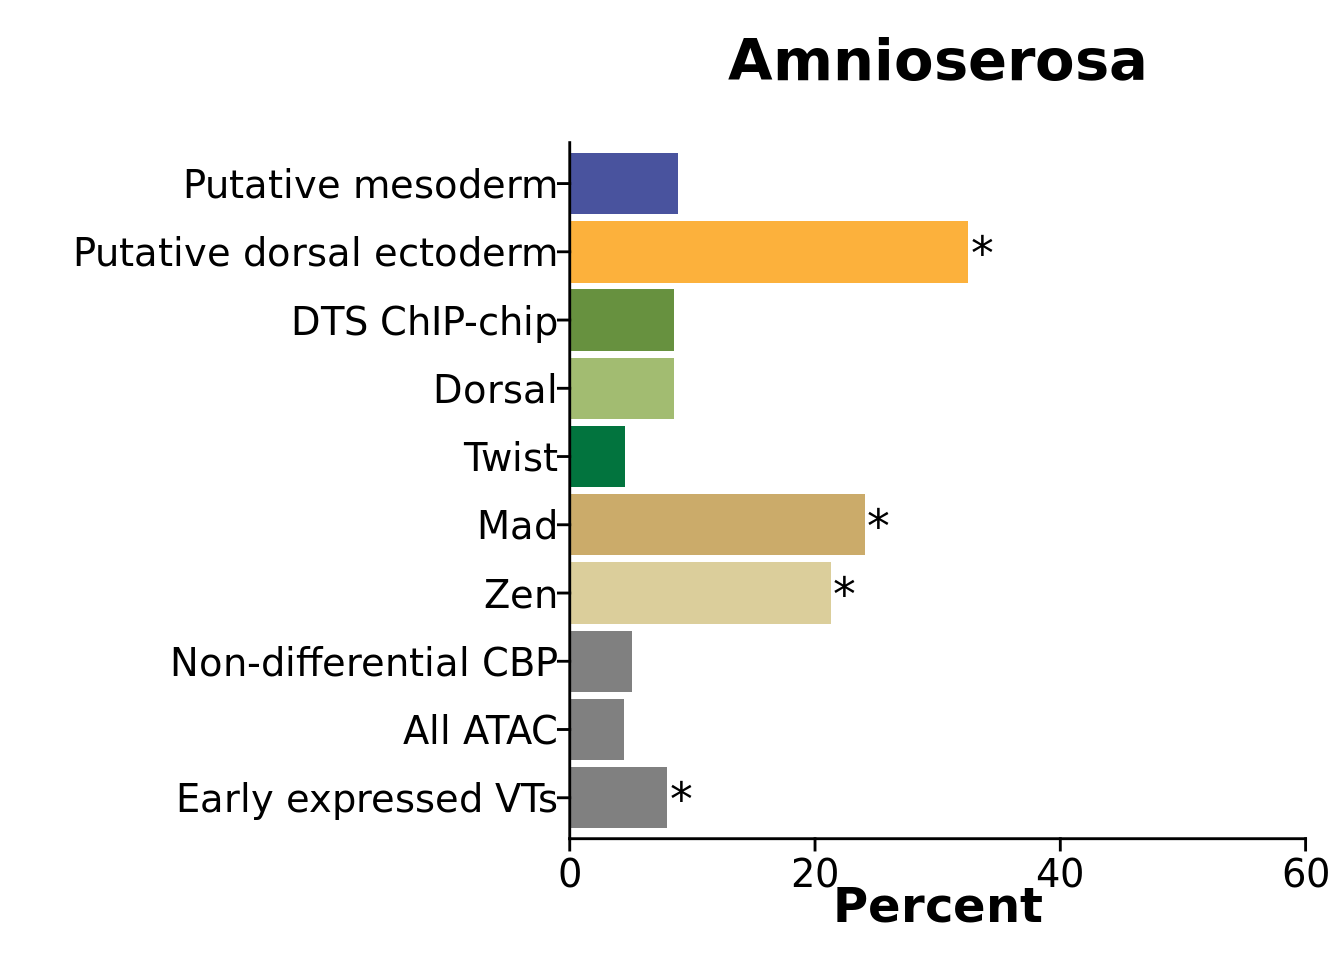 Amnioserosa
Putative mesoderm
Putative dorsal ectoderm *
DTS ChIP-chip
Dorsal
Twist
Mad *
Zen *
Non-differential CBP
All ATAC
Early expressed VTs *
0 20 40 60
Percent